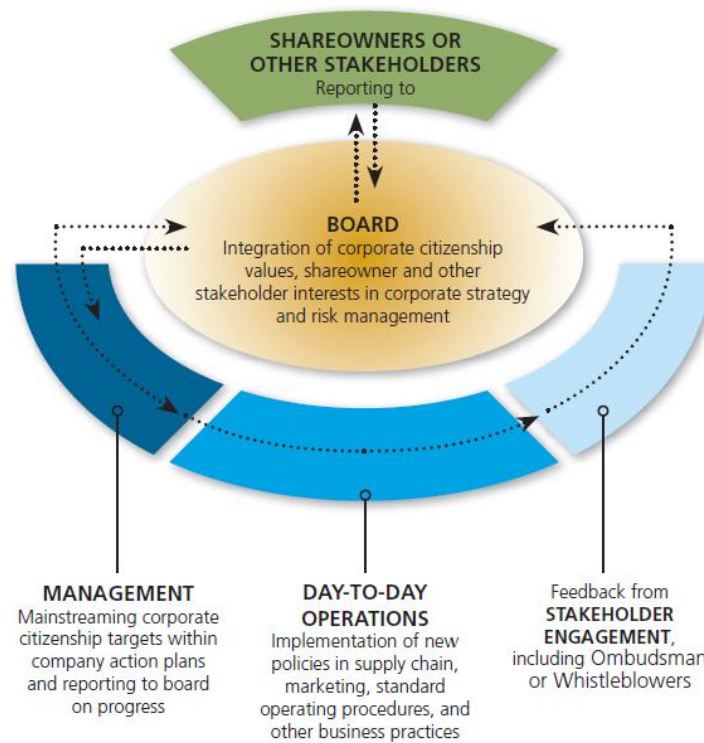 SHAREOWNERS OR
OTHER STAKEHOLDERS
Reporting to
BOARD
Integration of corporate citizenship
values, shareowner and other
stakeholder interests in corporate strategy
and risk management
MANAGEMENT
Mainstreaming corporate
citizenship targets within
company action plans
and reporting to board
on progress
DAY-TO-DAY
OPERATIONS
Implementation of new
policies in supply chain,
marketing, standard
operating procedures, and
other business practices
Feedback from
STAKEHOLDER
ENGAGEMENT,
including Ombudsman
or Whistleblowers